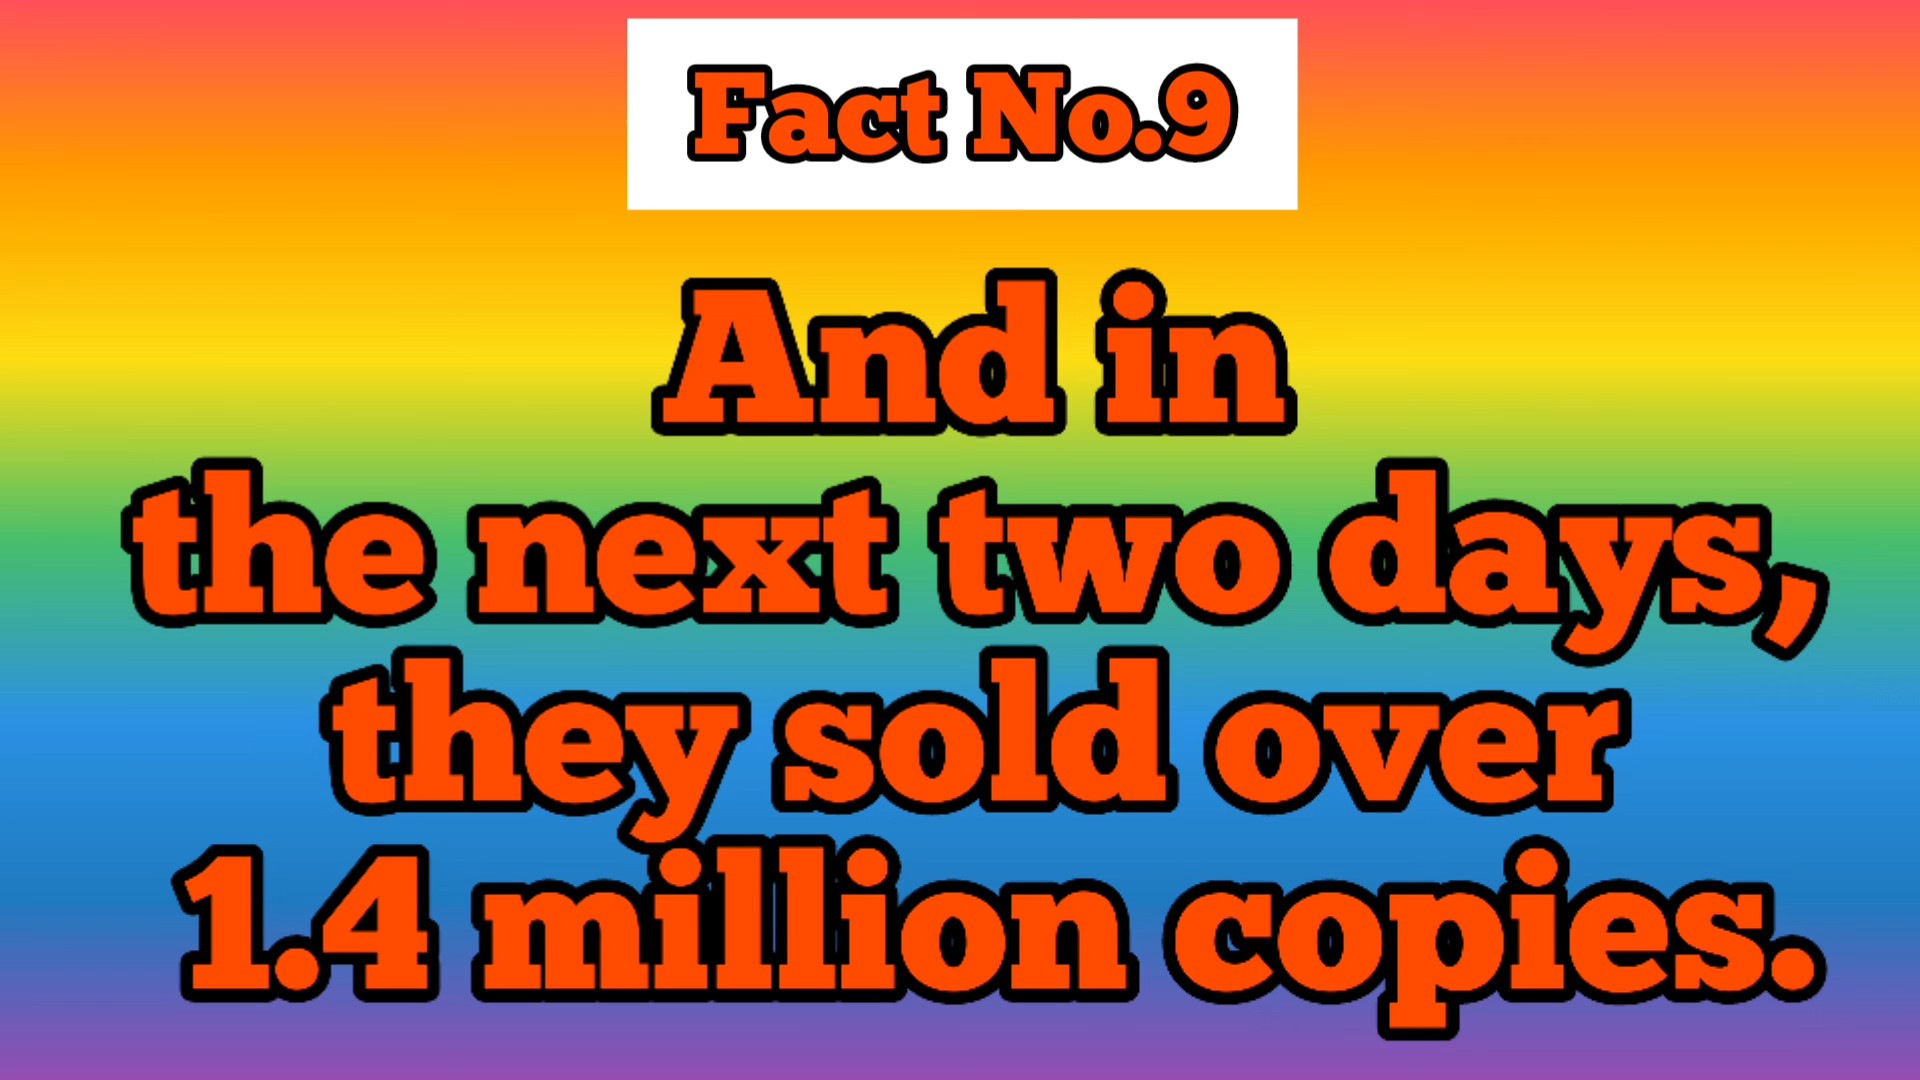 Fact No.9
And in
the next two days,
they sold over
1.4 million copies.